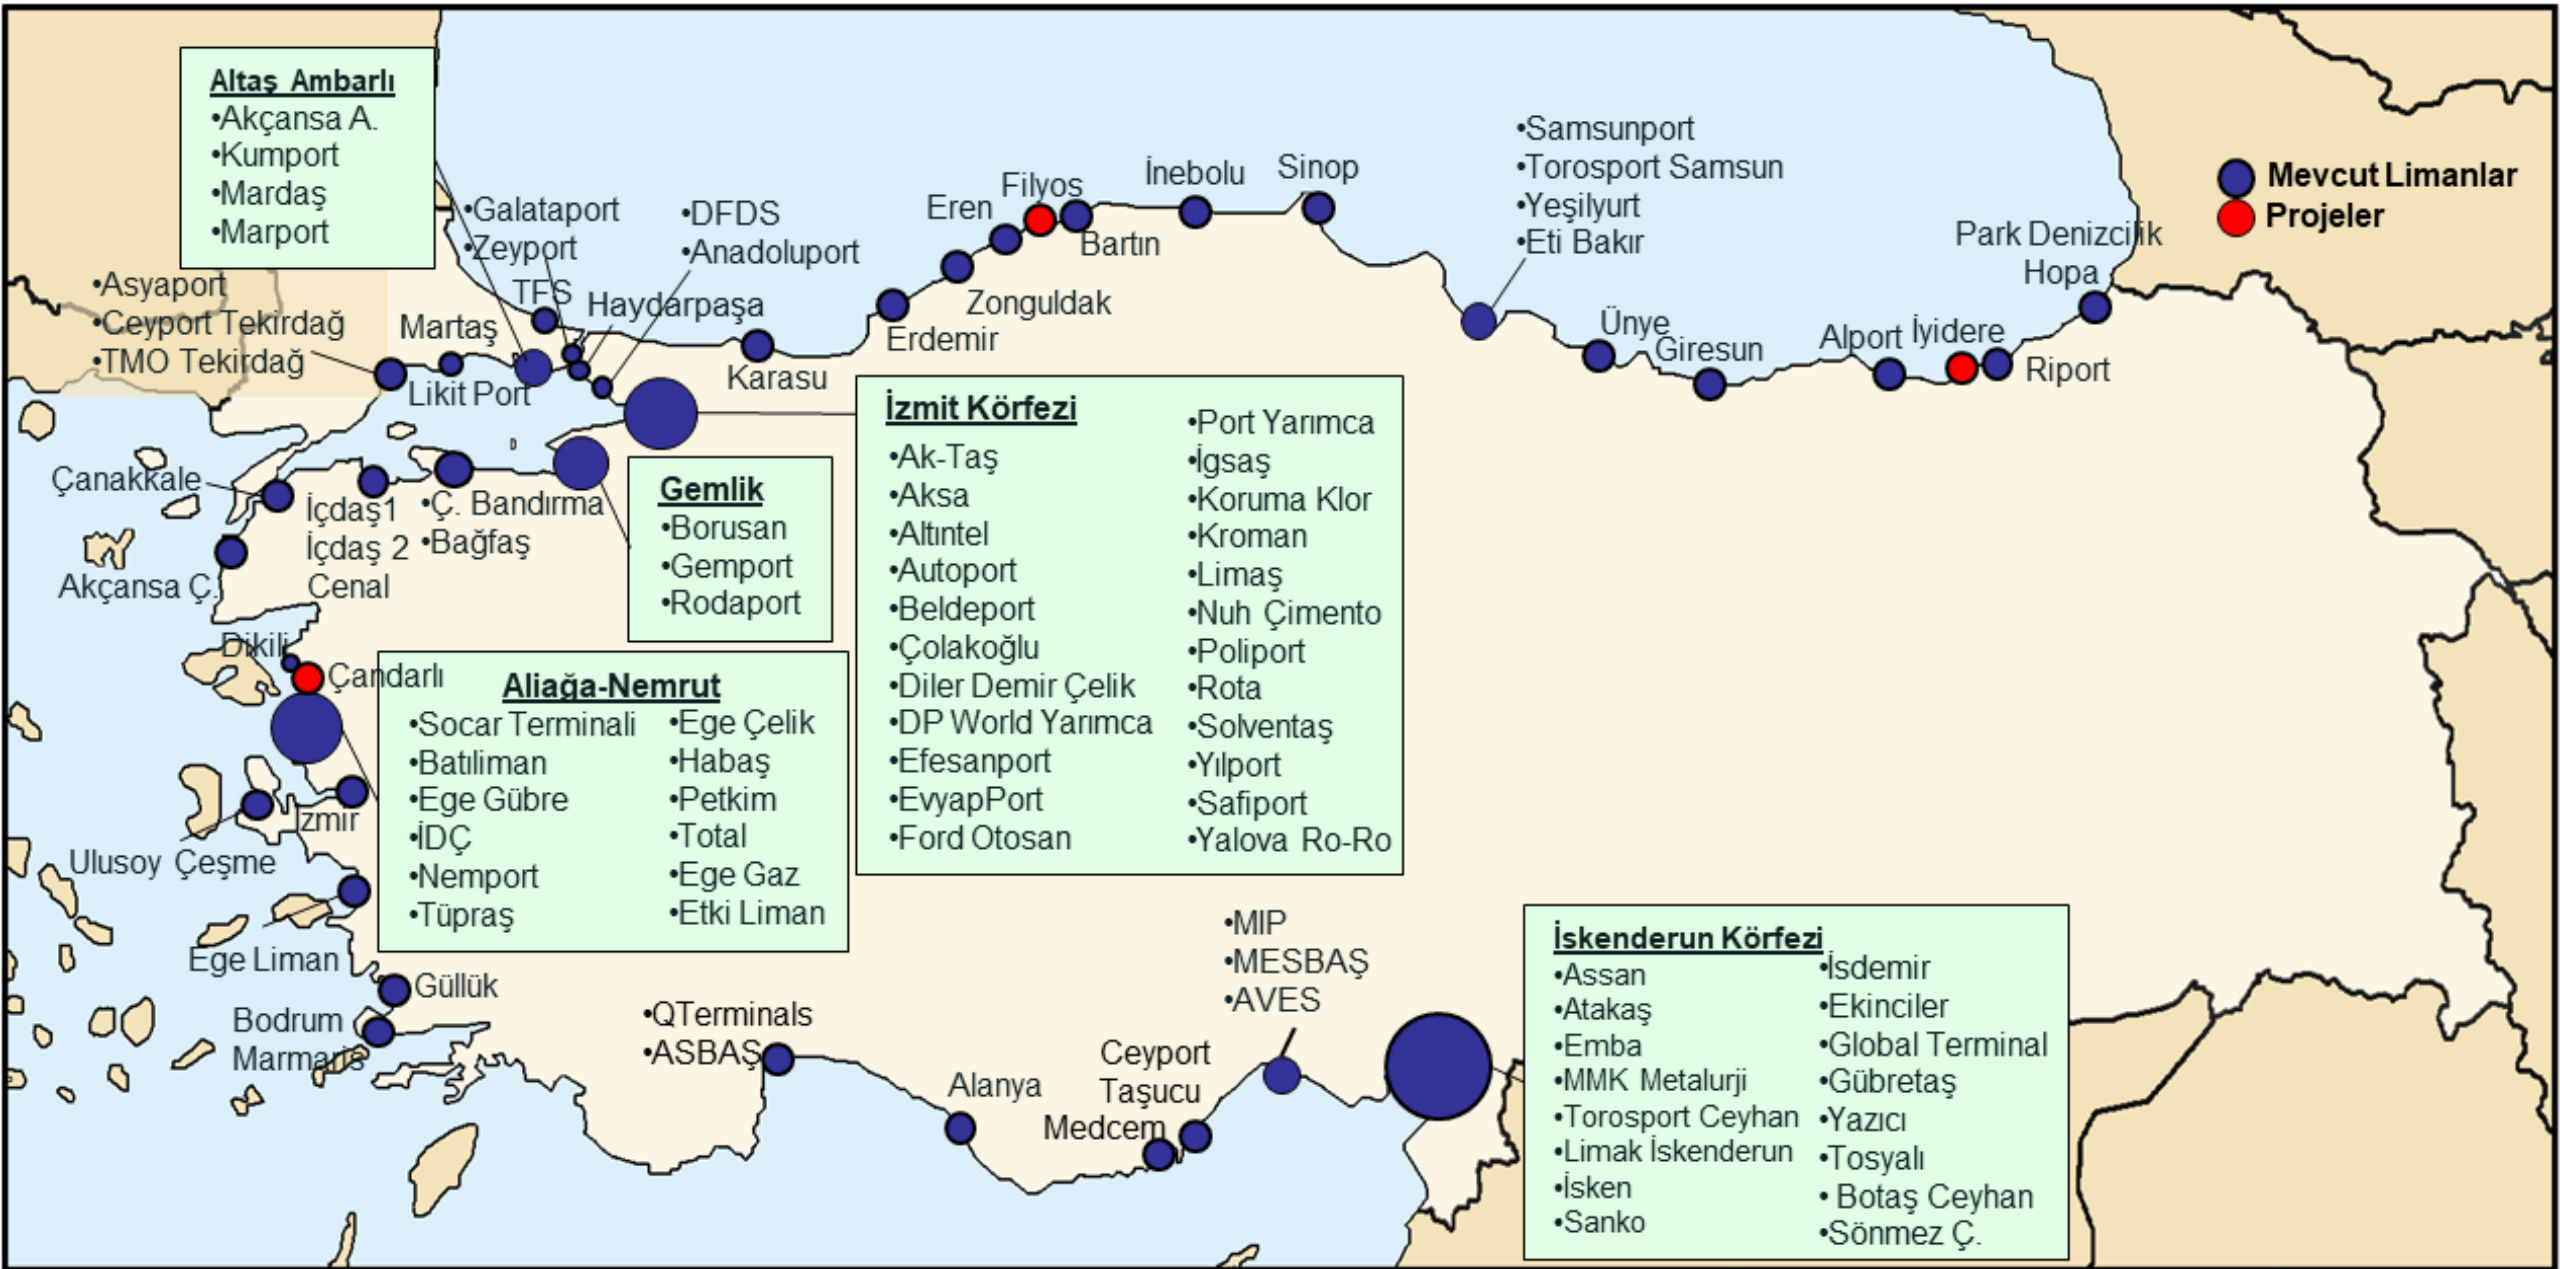 Altaş Ambarlı
•Akçansa A.
•Kumport
•Mardaş
•Marport
•Asyaport
•Ceyport Tekirdağ
•TMO Tekirdağ
Martaş
Likit Port
•Galataport
•Zeyport
TFS
Haydarpaşa
•DFDS
•Anadoluport
Karasu
Erdemir
Zonguldak
Eren
Filyos
Bartın
İnebolu
Sinop
•Samsunport
•Torosport Samsun
•Yeşilyurt
•Eti Bakır
Ünye
Giresun
Alport
İyidere
Riport
Park Denizcilik
Hopa
Mevcut Limanlar
Projeler
Çanakkale
İçdaş1
İçdaş 2
Cenal
•Ç. Bandırma
•Bağfaş
Akçansa Ç.
Gemlik
•Borusan
•Gemport
•Rodaport
İzmit Körfezi
•Ak-Taş
•Aksa
•Altıntel
•Autoport
•Beldeport
•Çolakoğlu
•Diler Demir Çelik
•DP World Yarımca
•Efesanport
•EvyapPort
•Ford Otosan
•Port Yarımca
•İgsaş
•Koruma Klor
•Kroman
•Limaş
•Nuh Çimento
•Poliport
•Rota
•Solventaş
•Yılport
•Safiport
•Yalova Ro-Ro
Dikili
Çandarlı
Aliağa-Nemrut
•Socar Terminali
•Batıliman
•Ege Gübre
•İDÇ
•Nemport
•Tüpraş
•Ege Çelik
•Habaş
•Petkim
•Total
•Ege Gaz
•Etki Liman
İzmir
Ulusoy Çeşme
Ege Liman
Güllük
Bodrum
Marmaris
•QTerminals
•ASBAŞ
Alanya
Ceyport
Taşucu
Medcem
•MIP
•MESBAŞ
•AVES
İskenderun Körfezi
•Assan
•Atakaş
•Emba
•MMK Metalurji
•Torosport Ceyhan
•Limak İskenderun
•İsken
•Sanko
•İsdemir
•Ekinciler
•Global Terminal
•Gübretaş
•Yazıcı
•Tosyalı
• Botaş Ceyhan
•Sönmez Ç.